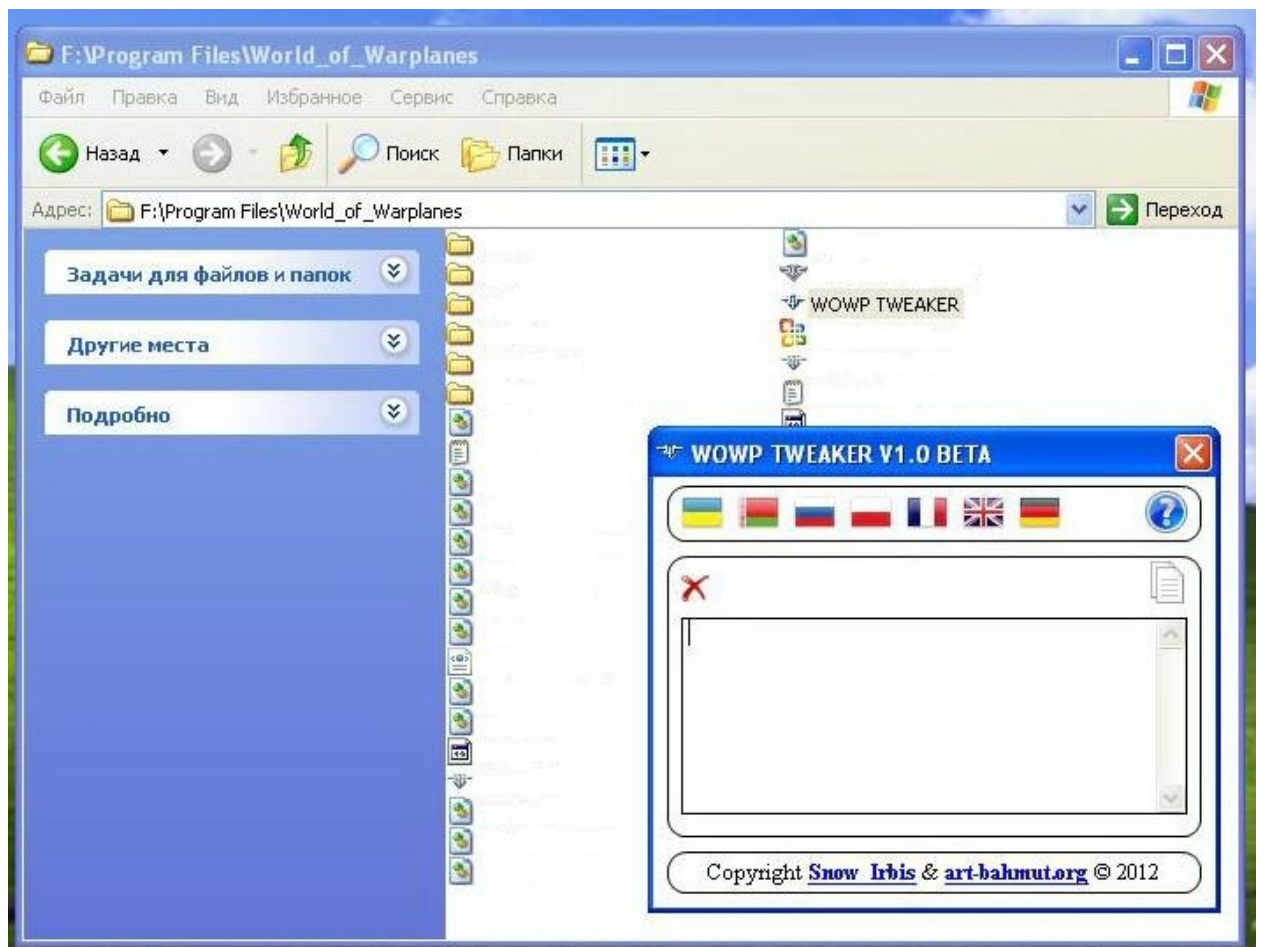 F:\Program Files\World_of_Warplanes
Файл Правка Вид Избранное Сервис Справка
Назад Поиск Папки
Адрес: F:\Program Files\World_of_Warplanes Переход
Задачи для файлов и папок
Другие места
Подробно
WOWP TWEAKER
WOWP TWEAKER V1.0 BETA
Copyright Snow_Irbis & art-bahmut.org © 2012